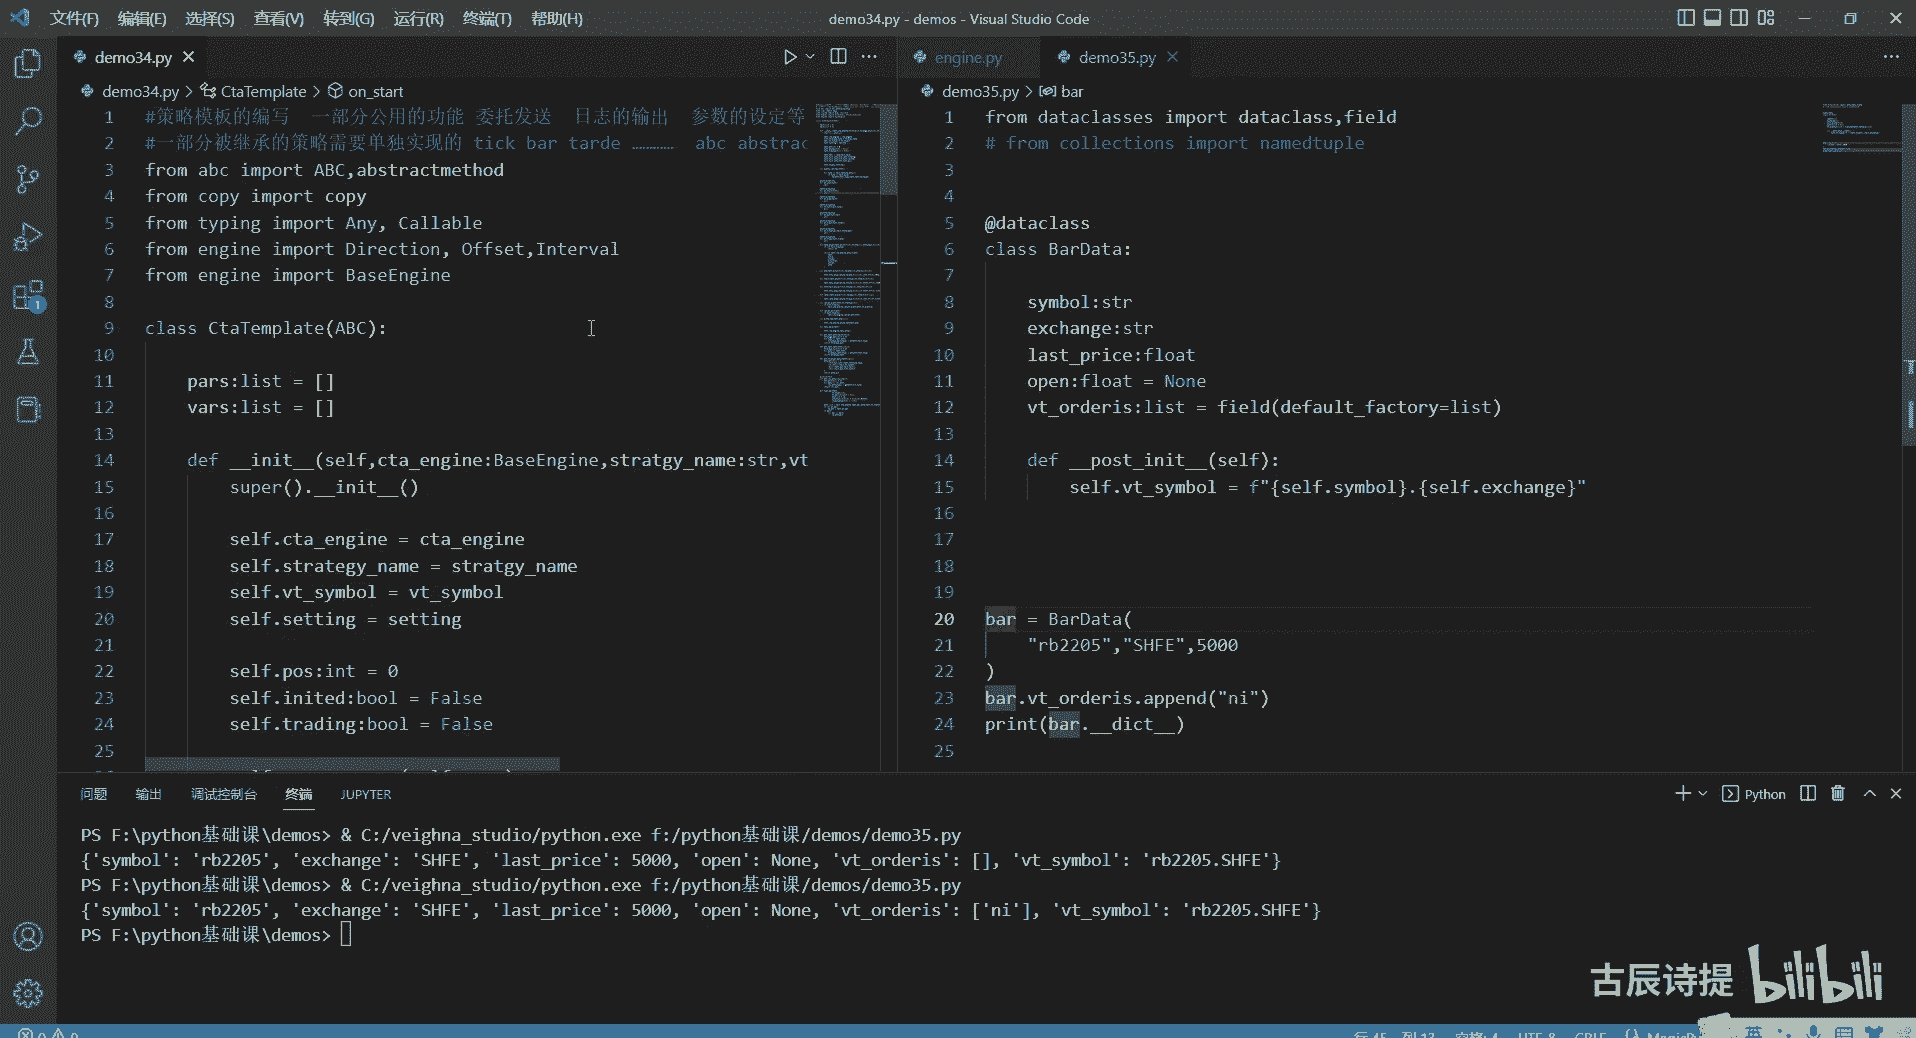 文件(F) 编辑(E) 选择(S) 查看(V) 转到(G) 运行(R) 终端(T) 帮助(H)
demo34.py - demos - Visual Studio Code
demo34.py
demo34.py > CtaTemplate > on_start
1 #策略模板的编写 一部分公用的功能 委托发送 日志的输出 参数的设定等
2 #一部分被继承的策略需要单独实现的 tick bar tarde ………… abc abstrac
3 from abc import ABC,abstractmethod
4 from copy import copy
5 from typing import Any, Callable
6 from engine import Direction, Offset,Interval
7 from engine import BaseEngine
8
9 class CtaTemplate(ABC):
10
11 pars:list = []
12 vars:list = []
13
14 def __init__(self,cta_engine:BaseEngine,stratgy_name:str,vt
15 super().__init__()
16
17 self.cta_engine = cta_engine
18 self.strategy_name = stratgy_name
19 self.vt_symbol = vt_symbol
20 self.setting = setting
21
22 self.pos:int = 0
23 self.inited:bool = False
24 self.trading:bool = False
25
engine.py demo35.py
demo35.py > bar
1 from dataclasses import dataclass,field
2 # from collections import namedtuple
3
4
5 @dataclass
6 class BarData:
7
8 symbol:str
9 exchange:str
10 last_price:float
11 open:float = None
12 vt_orderis:list = field(default_factory=list)
13
14 def __post_init__(self):
15 self.vt_symbol = f"{self.symbol}.{self.exchange}"
16
17
18
19
20 bar = BarData(
21 "rb2205","SHFE",5000
22 )
23 bar.vt_orderis.append("ni")
24 print(bar.__dict__)
25
1
问题 输出 调试控制台 终端 JUPYTER
Python
PS F:\python基础课\demos> & C:/veighna_studio/python.exe f:/python基础课/demos/demo35.py
{'symbol': 'rb2205', 'exchange': 'SHFE', 'last_price': 5000, 'open': None, 'vt_orderis': [], 'vt_symbol': 'rb2205.SHFE'}
PS F:\python基础课\demos> & C:/veighna_studio/python.exe f:/python基础课/demos/demo35.py
{'symbol': 'rb2205', 'exchange': 'SHFE', 'last_price': 5000, 'open': None, 'vt_orderis': ['ni'], 'vt_symbol': 'rb2205.SHFE'}
PS F:\python基础课\demos>
古辰诗提 bilibili